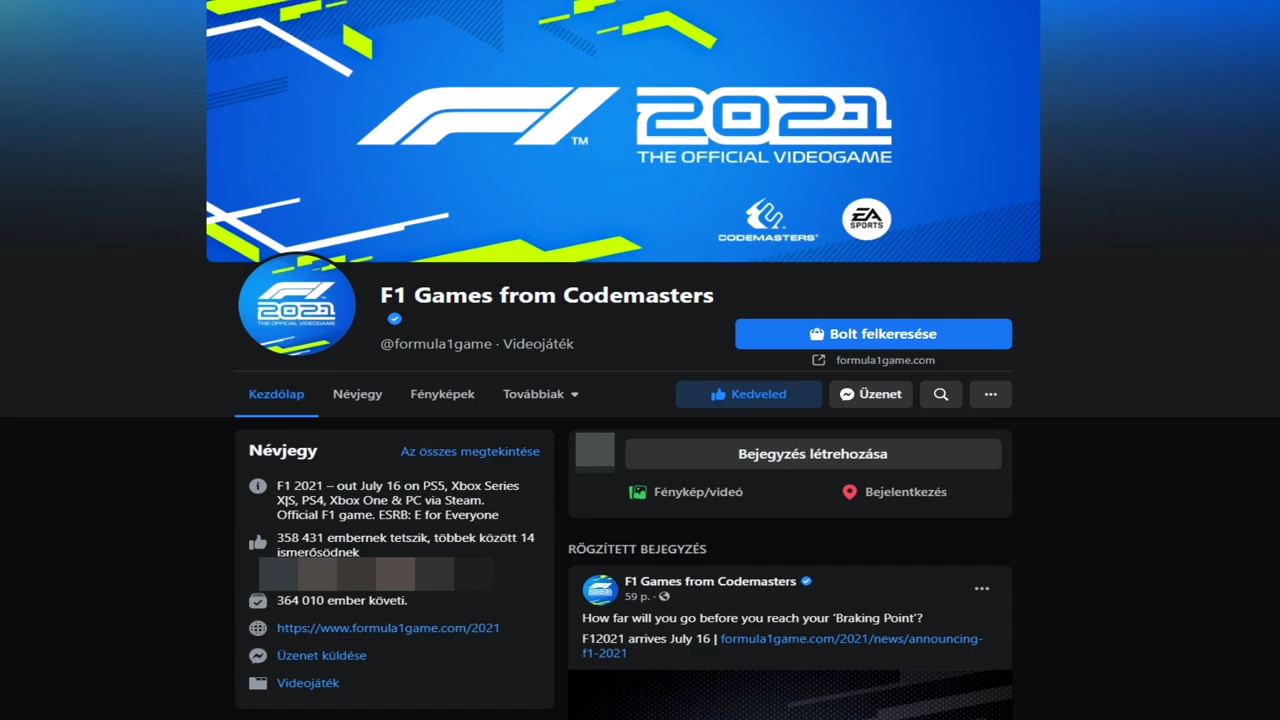 F1 TM 2021
THE OFFICIAL VIDEOGAME
CODEMASTERS®
EA SPORTS
F1 2021
THE OFFICIAL VIDEOGAME
F1 Games from Codemasters
@formula1game · Videojáték
Bolt felkeresése
formula1game.com
Kezdőlap
Névjegy
Fényképek
Továbbiak
Kedveled
Üzenet
Névjegy
Az összes megtekintése
F1 2021 – out July 16 on PS5, Xbox Series
X|S, PS4, Xbox One & PC via Steam.
Official F1 game. ESRB: E for Everyone
358 431 embernek tetszik, többek között 14
ismerősödnek
364 010 ember követi.
https://www.formula1game.com/2021
Üzenet küldése
Videojáték
Bejegyzés létrehozása
Fénykép/videó
Bejelentkezés
RÖGZÍTETT BEJEGYZÉS
F1 Games from Codemasters
59 p. ·
How far will you go before you reach your ‘Braking Point’?
F12021 arrives July 16 | formula1game.com/2021/news/announcing-
f1-2021